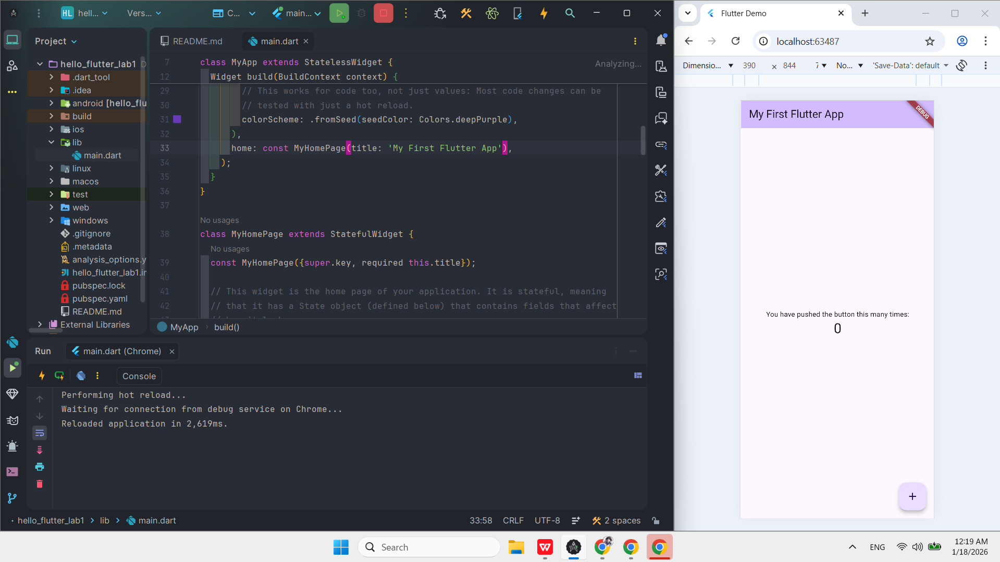 HL hell... Vers... C... main...
Project
hello_flutter_lab1 D
.dart_tool
.idea
android [hello_flu
build
ios
lib
main.dart
linux
macos
test
web
windows
.gitignore
.metadata
analysis_options.y
hello_flutter_lab1.ir
pubspec.lock
pubspec.yaml
README.md
External Libraries
README.md main.dart
Analyzing...
7 class MyApp extends StatelessWidget {
12 Widget build(BuildContext context) {
29 // This works for code too, not just values: Most code changes can be
30 // tested with just a hot reload.
31 colorScheme: .fromSeed(seedColor: Colors.deepPurple),
32 ),
33 home: const MyHomePage(title: 'My First Flutter App'),
34 );
35 }
36 }
37
No usages
38 class MyHomePage extends StatefulWidget {
No usages
39 const MyHomePage({super.key, required this.title});
40
41 // This widget is the home page of your application. It is stateful, meaning
42 // that it has a State object (defined below) that contains fields that affect
MyApp › build()
Run main.dart (Chrome)
Console
Performing hot reload...
Waiting for connection from debug service on Chrome...
Reloaded application in 2,619ms.
hello_flutter_lab1 > lib > main.dart 33:58 CRLF UTF-8 2 spaces
Flutter Demo
localhost:63487
Dimensio... 390 × 844 7 No... 'Save-Data': default
My First Flutter App
DEBUG
You have pushed the button this many times:
0
+
Search
ENG
12:19 AM
1/18/2026